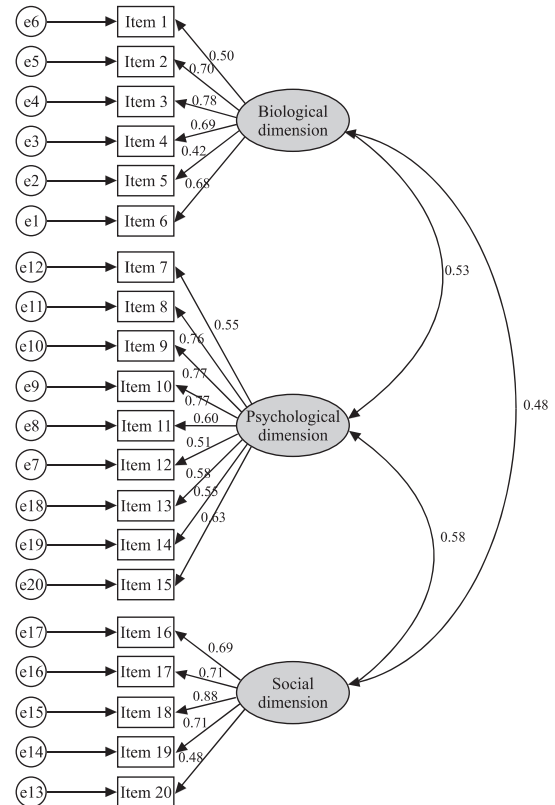 e6 Item 1
0.50
e5 Item 2
0.70
e4 Item 3
0.78
Biological
dimension
e3 Item 4
0.69
0.42
e2 Item 5
0.68
e1 Item 6
e12 Item 7
0.53
e11 Item 8
0.55
0.76
e10 Item 9
0.77
e9 Item 10
0.77
0.48
Psychological
dimension
e8 Item 11
0.60
0.51
e7 Item 12
0.58
0.55
e18 Item 13
0.63
e19 Item 14
0.58
e20 Item 15
e17 Item 16
0.69
e16 Item 17
0.71
Social
dimension
0.88
e15 Item 18
0.71
e14 Item 19
0.48
e13 Item 20